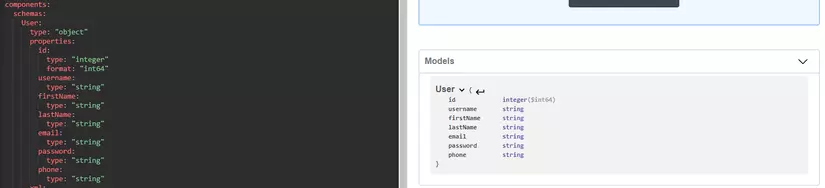 components:
schemas:
User:
type: "object"
properties:
id:
type: "integer"
format: "int64"
username:
type: "string"
firstName:
type: "string"
lastName:
type: "string"
email:
type: "string"
password:
type: "string"
phone:
type: "string"
xml:
Models
User {
id integer($int64)
username string
firstName string
lastName string
email string
password string
phone string
}